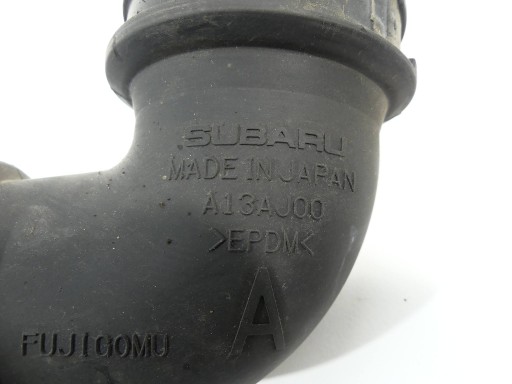 SUBARU
MADE IN JAPAN
A13AJ00
>EPDM<
A
FUJIGOMU